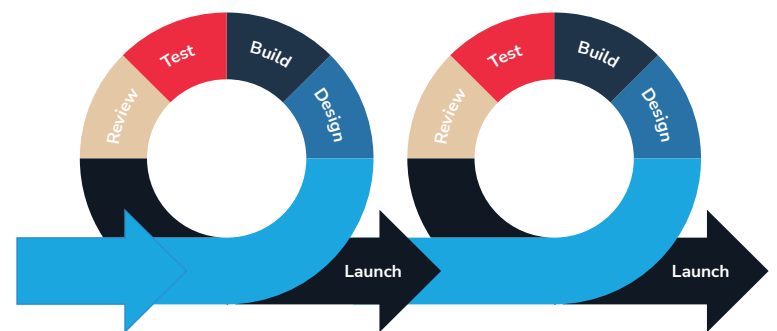 Test
Build
Review
Design
Launch
Test
Build
Review
Design
Launch